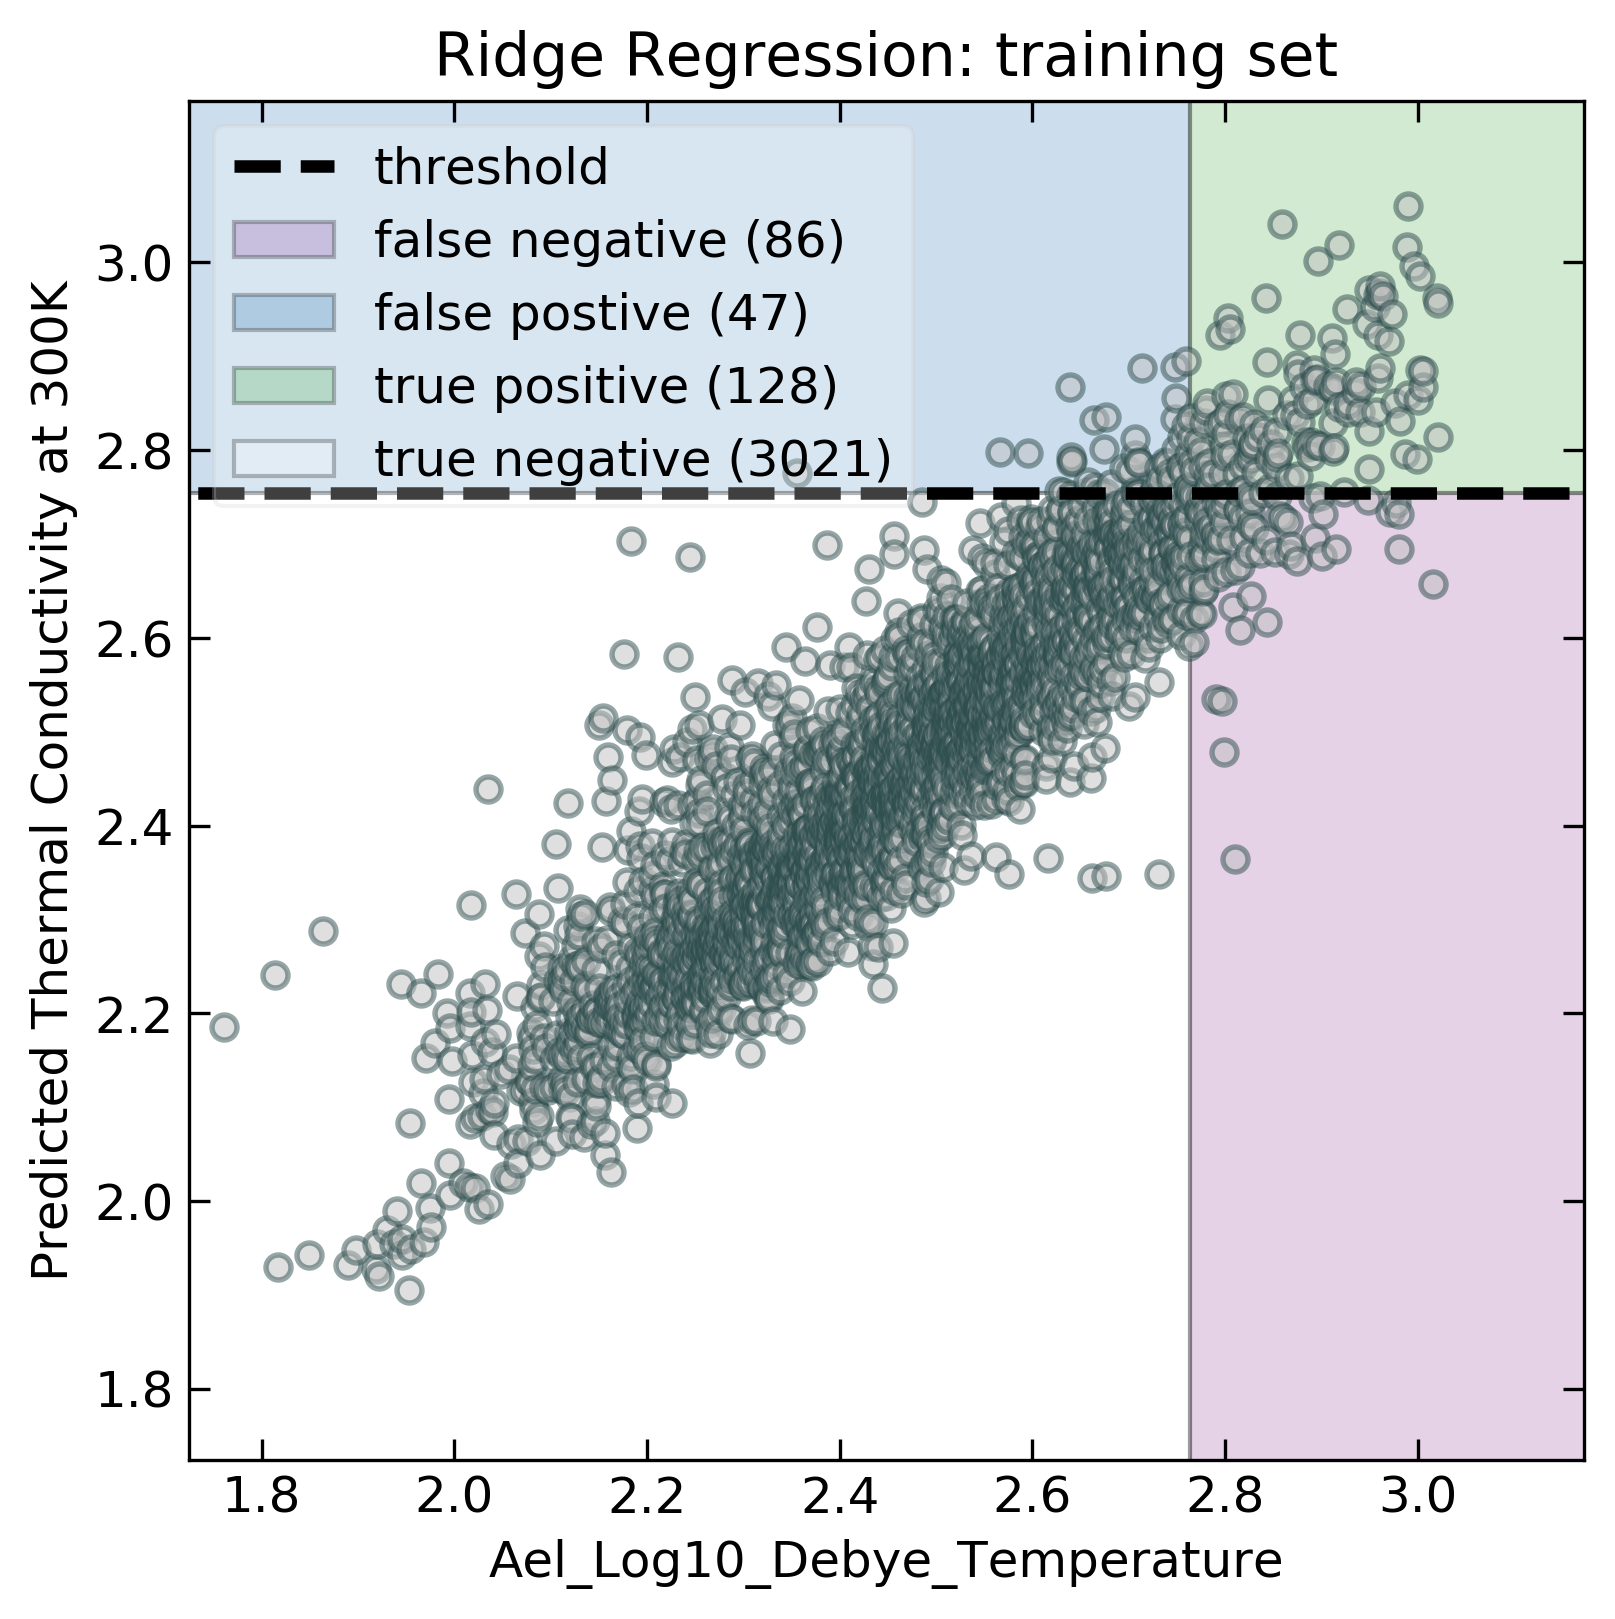 Ridge Regression: training set
threshold
false negative (86)
false postive (47)
true positive (128)
true negative (3021)
Predicted Thermal Conductivity at 300K
3.0
2.8
2.6
2.4
2.2
2.0
1.8
1.8 2.0 2.2 2.4 2.6 2.8 3.0
Ael_Log10_Debye_Temperature